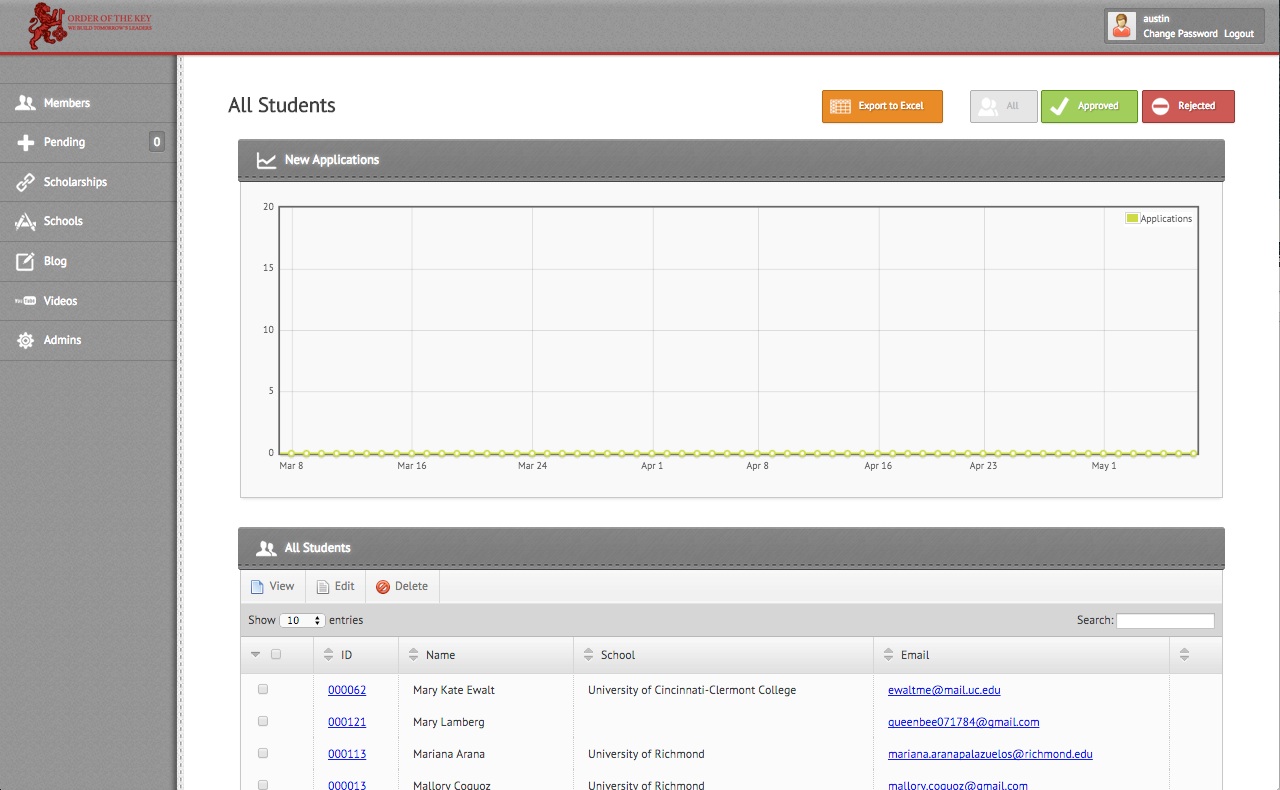 ORDER OF THE KEY
WE BUILD TOMORROW'S LEADERS
austin
Change Password Logout
Members
Pending 0
Scholarships
Schools
Blog
Videos
Admins
All Students
Export to Excel All Approved Rejected
New Applications
20
15
10
5
0
Applications
Mar 8 Mar 16 Mar 24 Apr 1 Apr 8 Apr 16 Apr 23 May 1
All Students
View Edit Delete
Show 10 entries Search:
ID Name School Email
000062 Mary Kate Ewalt University of Cincinnati-Clermont College ewaltme@mail.uc.edu
000121 Mary Lamberg queenbee071784@gmail.com
000113 Mariana Arana University of Richmond mariana.aranapalazuelos@richmond.edu
000013 Mallory Coquoz University of Richmond mallory.coquoz@gmail.com